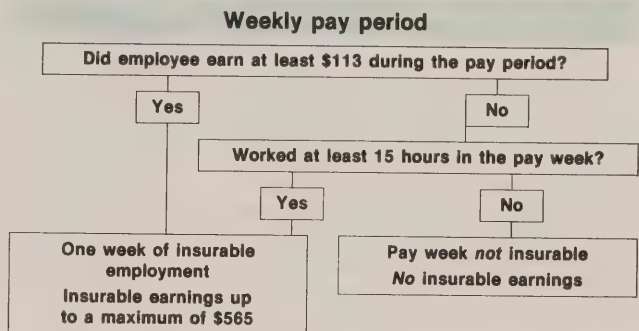 Weekly pay period
Did employee earn at least $113 during the pay period?
Yes
No
Worked at least 15 hours in the pay week?
Yes
No
One week of insurable
employment
Insurable earnings up
to a maximum of $565
Pay week not insurable
No insurable earnings